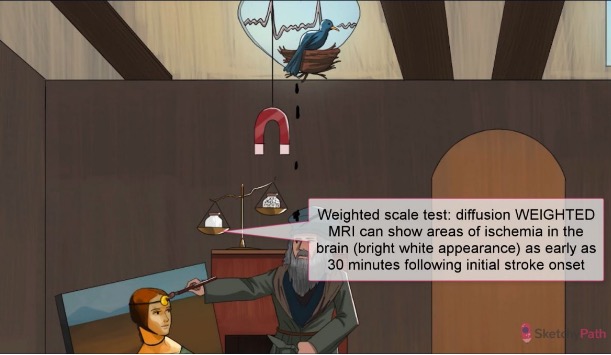 Weighted scale test: diffusion WEIGHTED
MRI can show areas of ischemia in the
brain (bright white appearance) as early as
30 minutes following initial stroke onset
SketchyPath